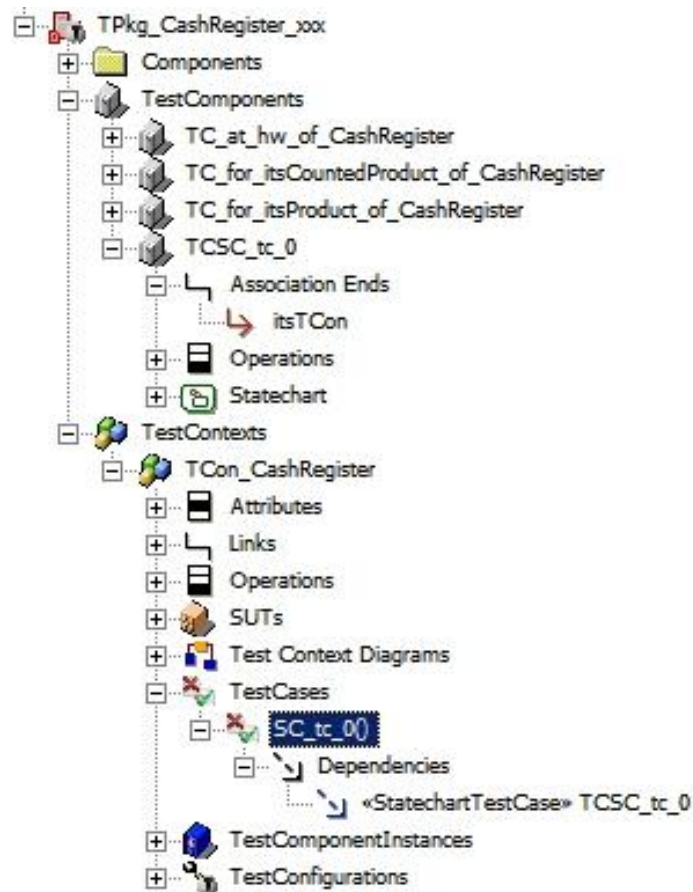 TPkg_CashRegister_xxx
Components
TestComponents
TC_at_hw_of_CashRegister
TC_for_itsCountedProduct_of_CashRegister
TC_for_itsProduct_of_CashRegister
TCSC_tc_0
Association Ends
itsTCon
Operations
Statechart
TestContexts
TCon_CashRegister
Attributes
Links
Operations
SUTs
Test Context Diagrams
TestCases
SC_tc_0()
Dependencies
«StatechartTestCase» TCSC_tc_0
TestComponentInstances
TestConfigurations